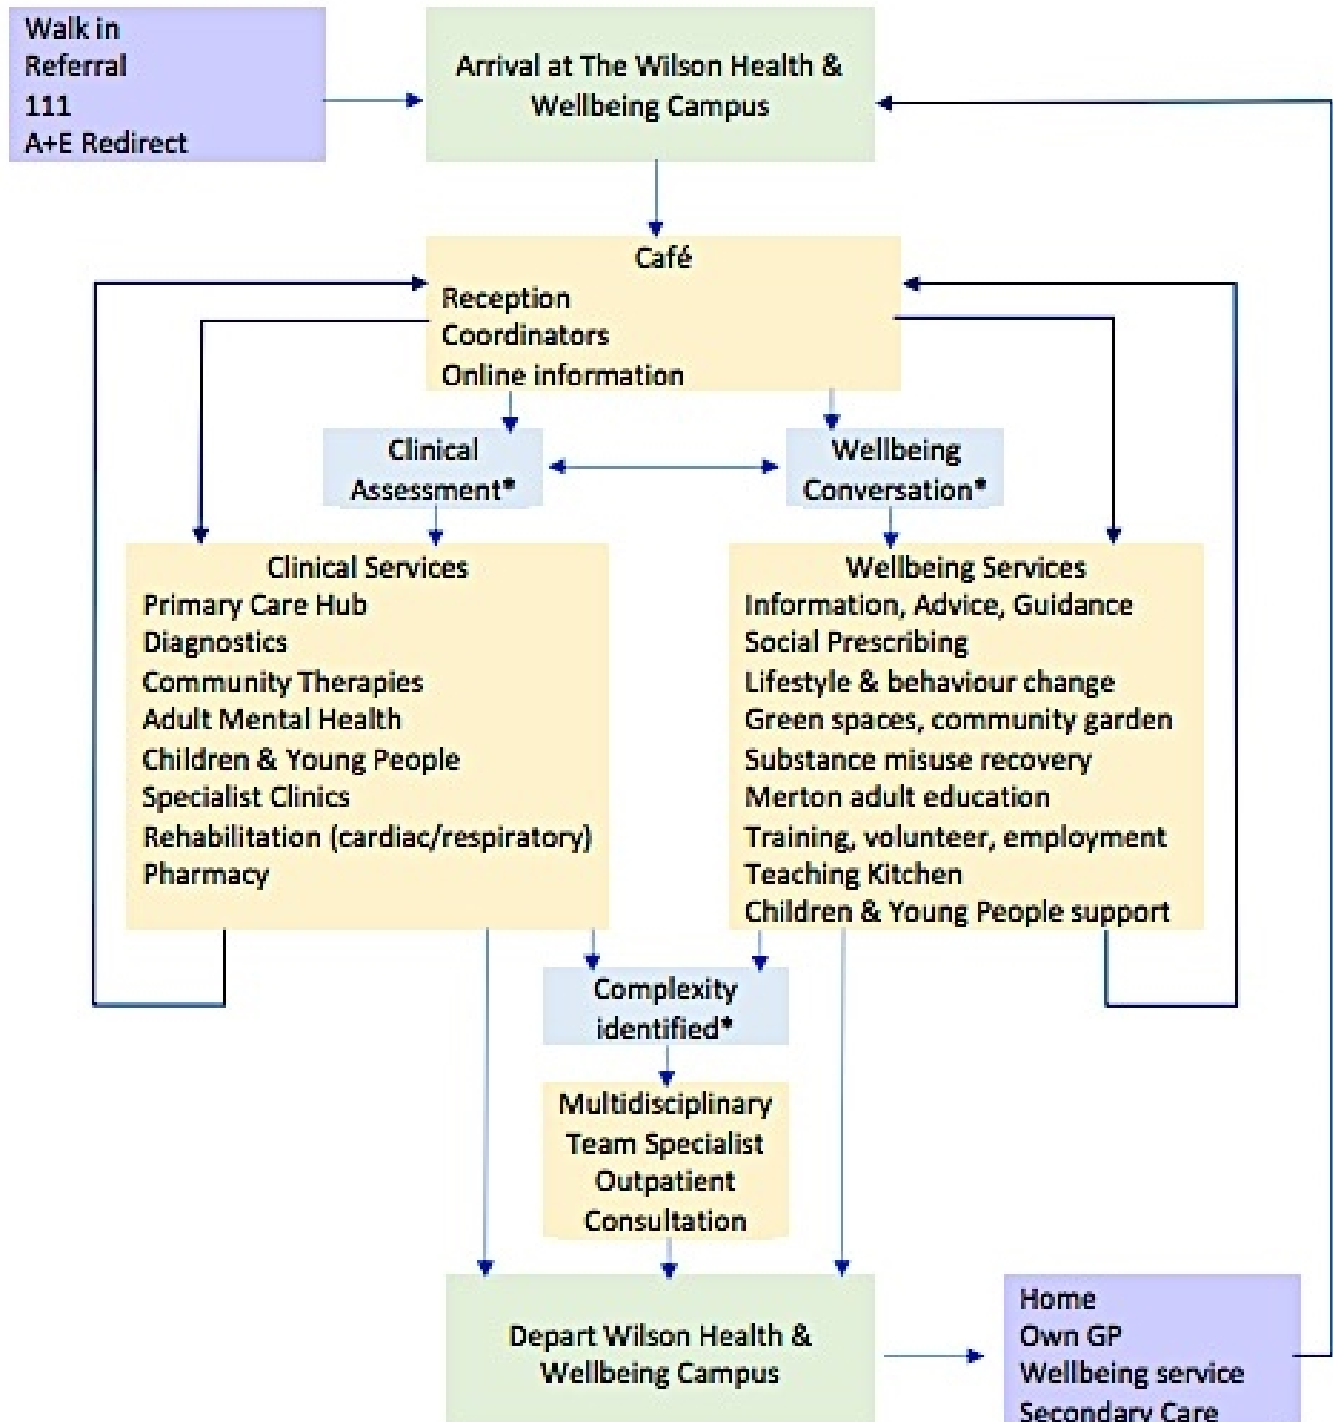 Walk in
Referral
111
A+E Redirect
Arrival at The Wilson Health &
Wellbeing Campus
Café
Reception
Coordinators
Online information
Clinical
Assessment*
Wellbeing
Conversation*
Clinical Services
Primary Care Hub
Diagnostics
Community Therapies
Adult Mental Health
Children & Young People
Specialist Clinics
Rehabilitation (cardiac/respiratory)
Pharmacy
Wellbeing Services
Information, Advice, Guidance
Social Prescribing
Lifestyle & behaviour change
Green spaces, community garden
Substance misuse recovery
Merton adult education
Training, volunteer, employment
Teaching Kitchen
Children & Young People support
Complexity
identified*
Multidisciplinary
Team Specialist
Outpatient
Consultation
Depart Wilson Health &
Wellbeing Campus
Home
Own GP
Wellbeing service
Secondary Care